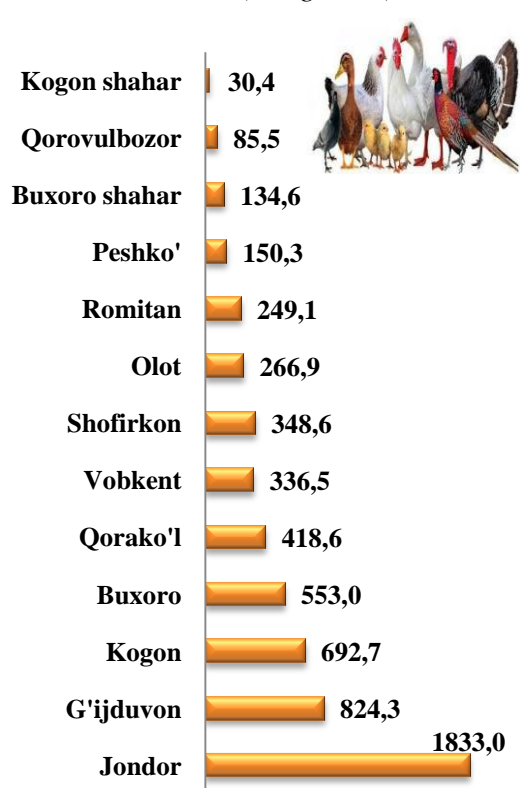 Kogon shahar 30,4
Qorovulbozor 85,5
Buxoro shahar 134,6
Peshko' 150,3
Romitan 249,1
Olot 266,9
Shofirkon 348,6
Vobkent 336,5
Qorako'l 418,6
Buxoro 553,0
Kogon 692,7
G'ijduvon 824,3
Jondor 1833,0